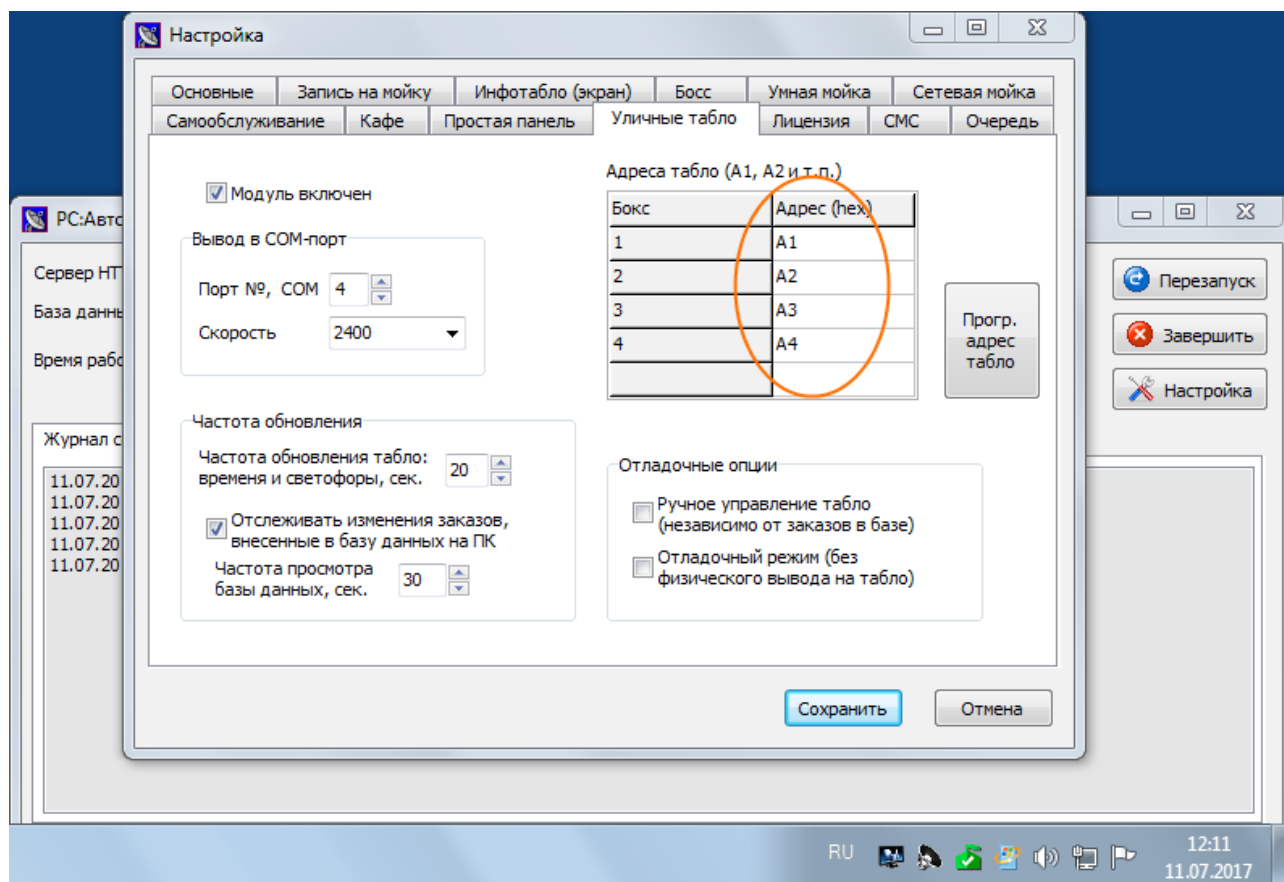 Настройка
Основные Запись на мойку Инфотабло (экран) Босс Умная мойка Сетевая мойка
Самообслуживание Кафе Простая панель Уличные табло Лицензия СМС Очередь
Модуль включен
Вывод в COM-порт
Порт №, COM 4
Скорость 2400
Частота обновления
Частота обновления табло:
времена и светофоры, сек. 20
Отслеживать изменения заказов,
внесенные в базу данных на ПК
Частота просмотра
базы данных, сек. 30
Адреса табло (A1, A2 и т.п.)
Бокс Адрес (hex)
1 A1
2 A2
3 A3
4 A4
Прогр.
адрес
табло
Отладочные опции
Ручное управление табло
(независимо от заказов в базе)
Отладочный режим (без
физического вывода на табло)
Сохранить Отмена
РС:Авто
Сервер HTT
База данны
Время рабо
Перезапуск
Завершить
Настройка
Журнал с
11.07.20
11.07.20
11.07.20
11.07.20
11.07.20
RU
12:11
11.07.2017